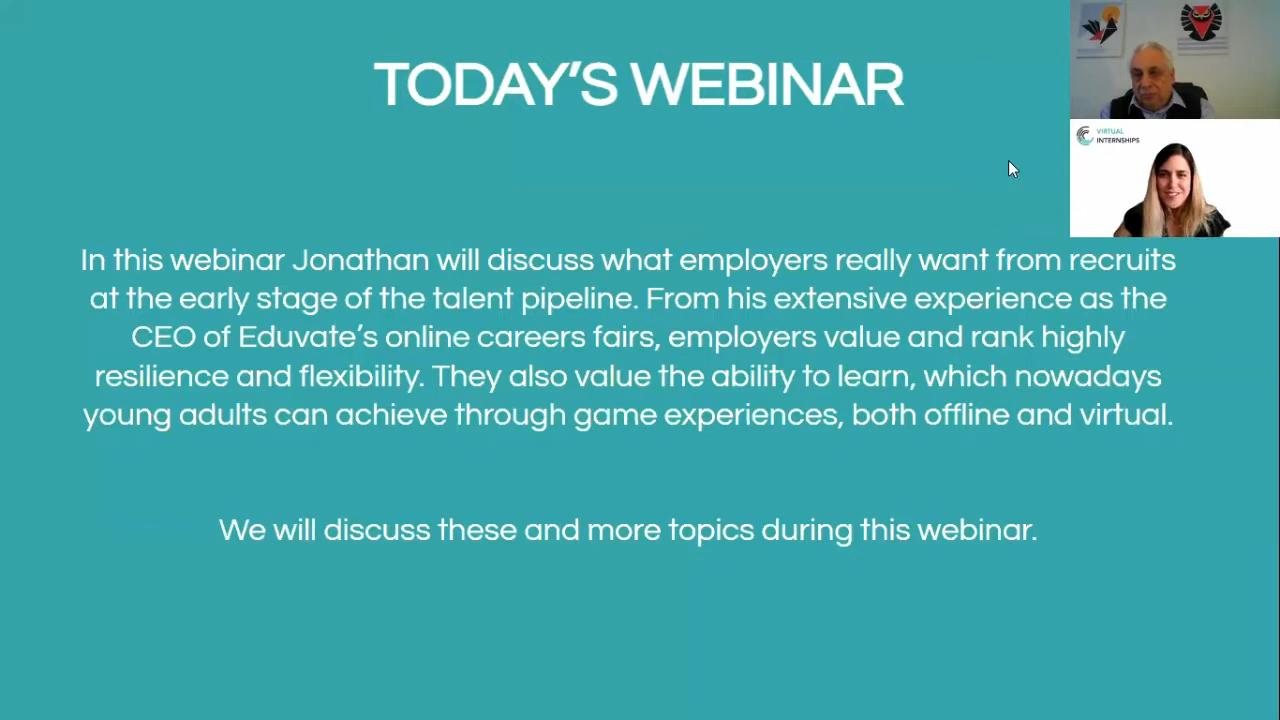 TODAY’S WEBINAR
VIRTUAL
INTERNSHIPS
In this webinar Jonathan will discuss what employers really want from recruits
at the early stage of the talent pipeline. From his extensive experience as the
CEO of Eduvate’s online careers fairs, employers value and rank highly
resilience and flexibility. They also value the ability to learn, which nowadays
young adults can achieve through game experiences, both offline and virtual.
We will discuss these and more topics during this webinar.